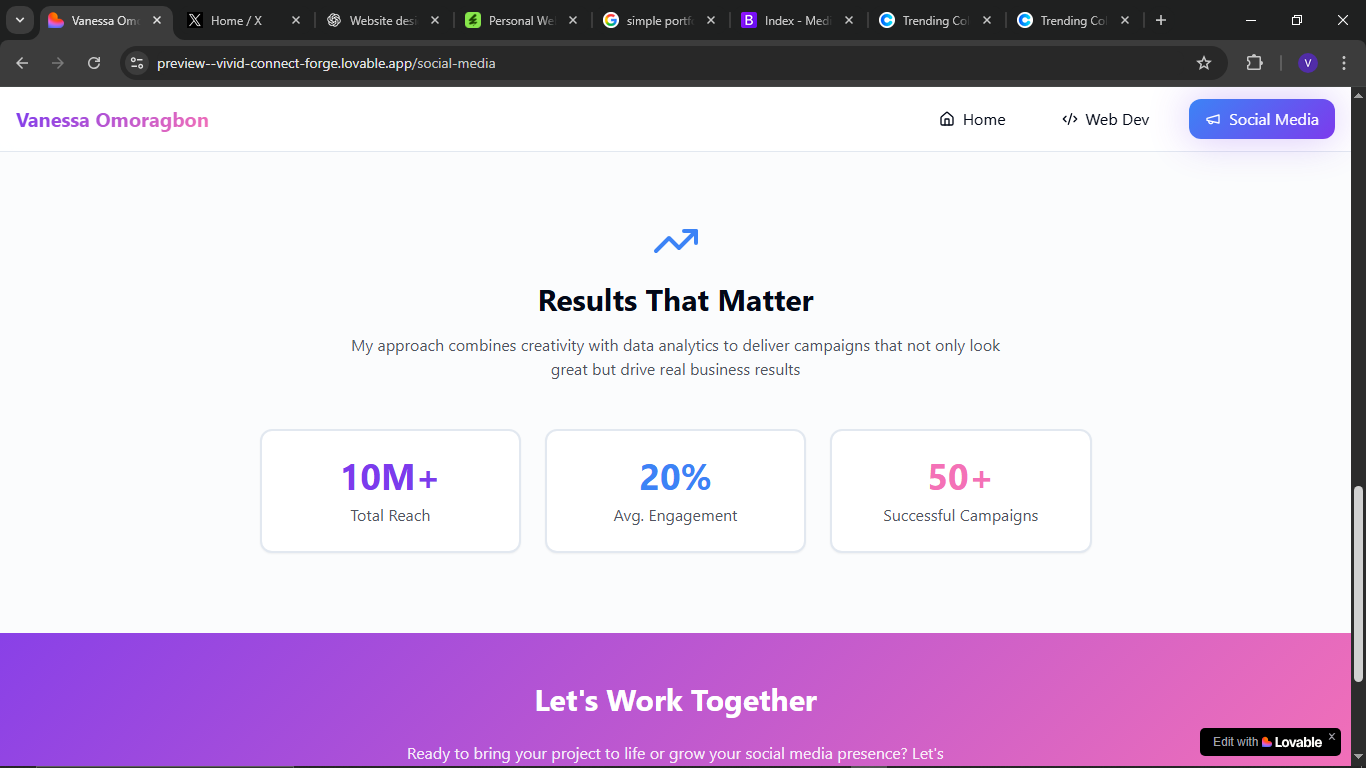 Vanessa Omo
Home / X
Website desi
Personal We
simple portf
Index - Medi
Trending Col
Trending Col
preview--vivid-connect-forge.lovable.app/social-media
V
Vanessa Omoragbon
Home
Web Dev
Social Media
Results That Matter
My approach combines creativity with data analytics to deliver campaigns that not only look
great but drive real business results
10M+
Total Reach
20%
Avg. Engagement
50+
Successful Campaigns
Let's Work Together
Ready to bring your project to life or grow your social media presence? Let's
Edit with Lovable